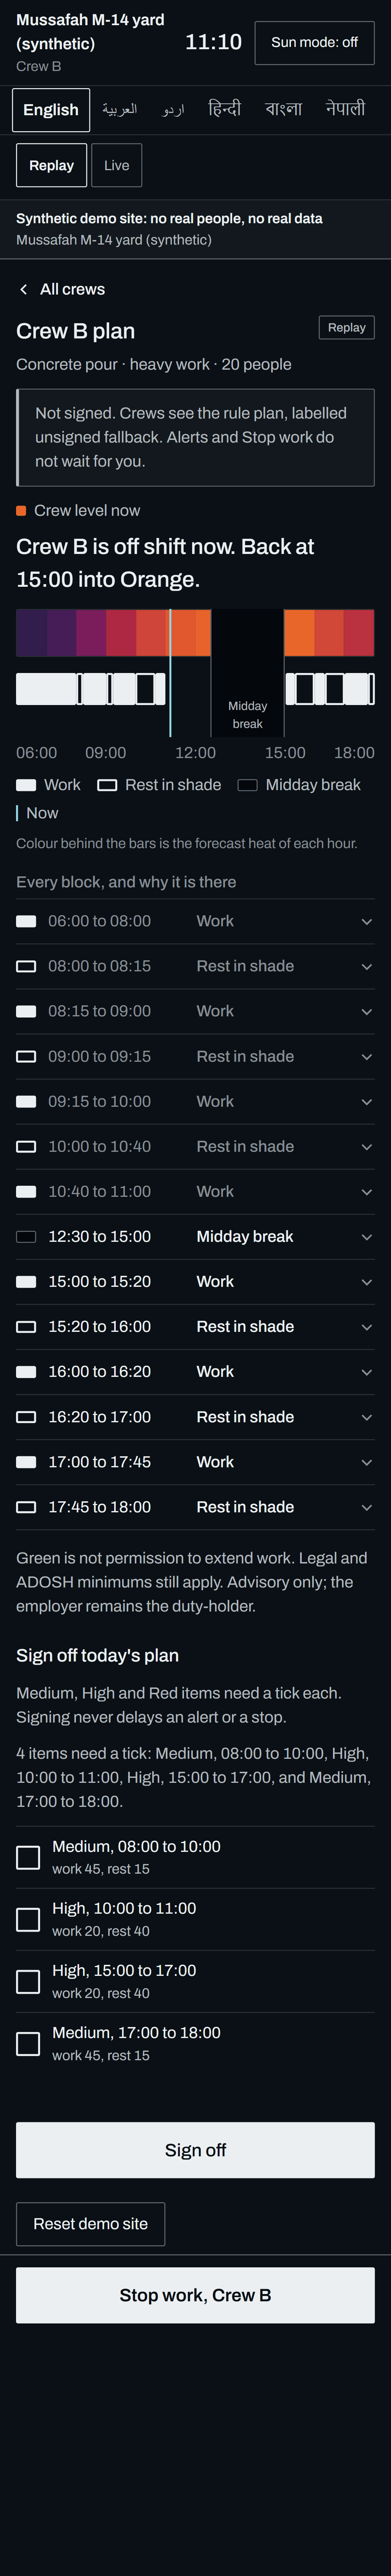 Mussafah M-14 yard
(synthetic)
Crew B
11:10
Sun mode: off
English
العربية
اردو
हिन्दी
বাংলা
नेपाली
Replay
Live
Synthetic demo site: no real people, no real data
Mussafah M-14 yard (synthetic)
All crews
Crew B plan
Replay
Concrete pour · heavy work · 20 people
Not signed. Crews see the rule plan, labelled
unsigned fallback. Alerts and Stop work do
not wait for you.
Crew level now
Crew B is off shift now. Back at
15:00 into Orange.
Midday
break
06:00 09:00 12:00 15:00 18:00
Work Rest in shade Midday break
Now
Colour behind the bars is the forecast heat of each hour.
Every block, and why it is there
06:00 to 08:00 Work
08:00 to 08:15 Rest in shade
08:15 to 09:00 Work
09:00 to 09:15 Rest in shade
09:15 to 10:00 Work
10:00 to 10:40 Rest in shade
10:40 to 11:00 Work
12:30 to 15:00 Midday break
15:00 to 15:20 Work
15:20 to 16:00 Rest in shade
16:00 to 16:20 Work
16:20 to 17:00 Rest in shade
17:00 to 17:45 Work
17:45 to 18:00 Rest in shade
Green is not permission to extend work. Legal and
ADOSH minimums still apply. Advisory only; the
employer remains the duty-holder.
Sign off today's plan
Medium, High and Red items need a tick each.
Signing never delays an alert or a stop.
4 items need a tick: Medium, 08:00 to 10:00, High,
10:00 to 11:00, High, 15:00 to 17:00, and Medium,
17:00 to 18:00.
Medium, 08:00 to 10:00
work 45, rest 15
High, 10:00 to 11:00
work 20, rest 40
High, 15:00 to 17:00
work 20, rest 40
Medium, 17:00 to 18:00
work 45, rest 15
Sign off
Reset demo site
Stop work, Crew B